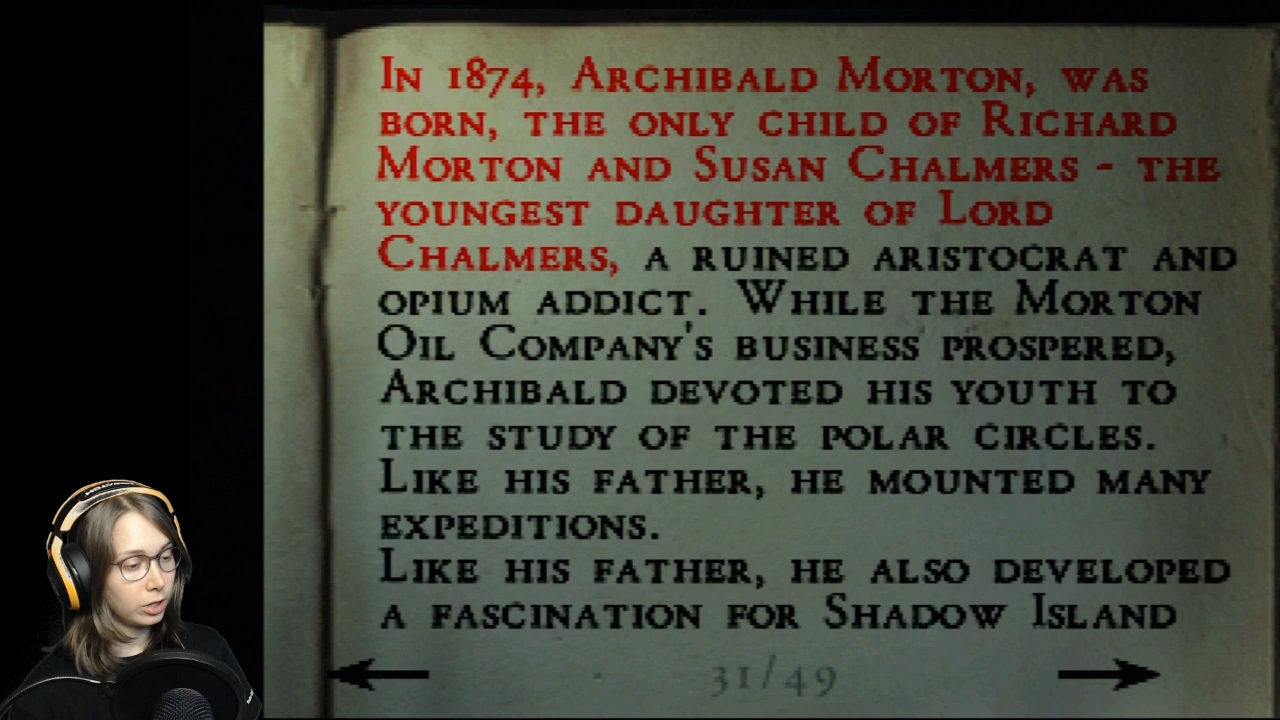 In 1874, Archibald Morton, was
born, the only child of Richard
Morton and Susan Chalmers - the
youngest daughter of Lord
Chalmers, a ruined aristocrat and
opium addict. While the Morton
Oil Company's business prospered,
Archibald devoted his youth to
the study of the polar circles.
Like his father, he mounted many
expeditions.
Like his father, he also developed
a fascination for Shadow Island
31/49